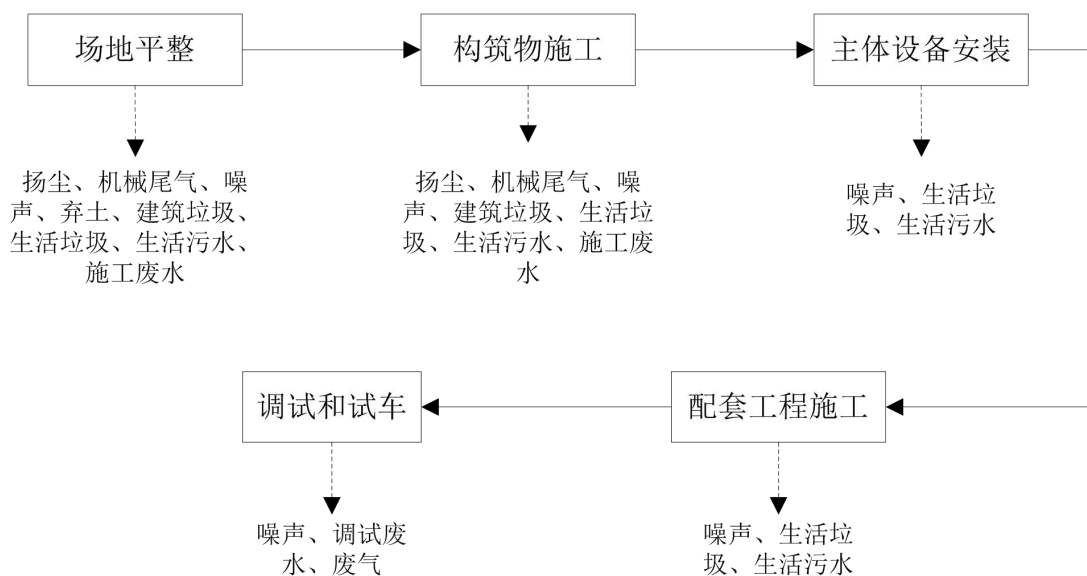 场地平整
构筑物施工
主体设备安装
扬尘、机械尾气、噪
声、弃土、建筑垃圾、
生活垃圾、生活污水、
施工废水
扬尘、机械尾气、噪
声、建筑垃圾、生活垃
圾、生活污水、施工废
水
噪声、生活垃
圾、生活污水
调试和试车
配套工程施工
噪声、调试废
水、废气
噪声、生活垃
圾、生活污水